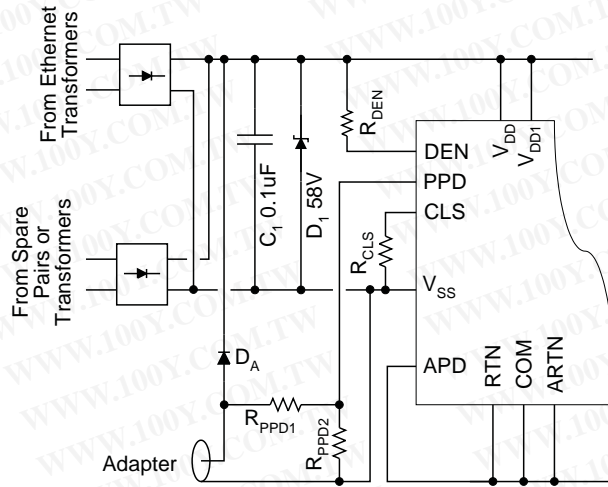 From Ethernet
Transformers
From Spare
Pairs or
Transformers
C1 0.1uF
D1 58V
RDEN
DEN
PPD
CLS
RCLS
VSS
VDD
VDD1
APD
RTN
COM
ARTN
DA
RPPD1
RPPD2
Adapter
WWW.100Y.COM.TW